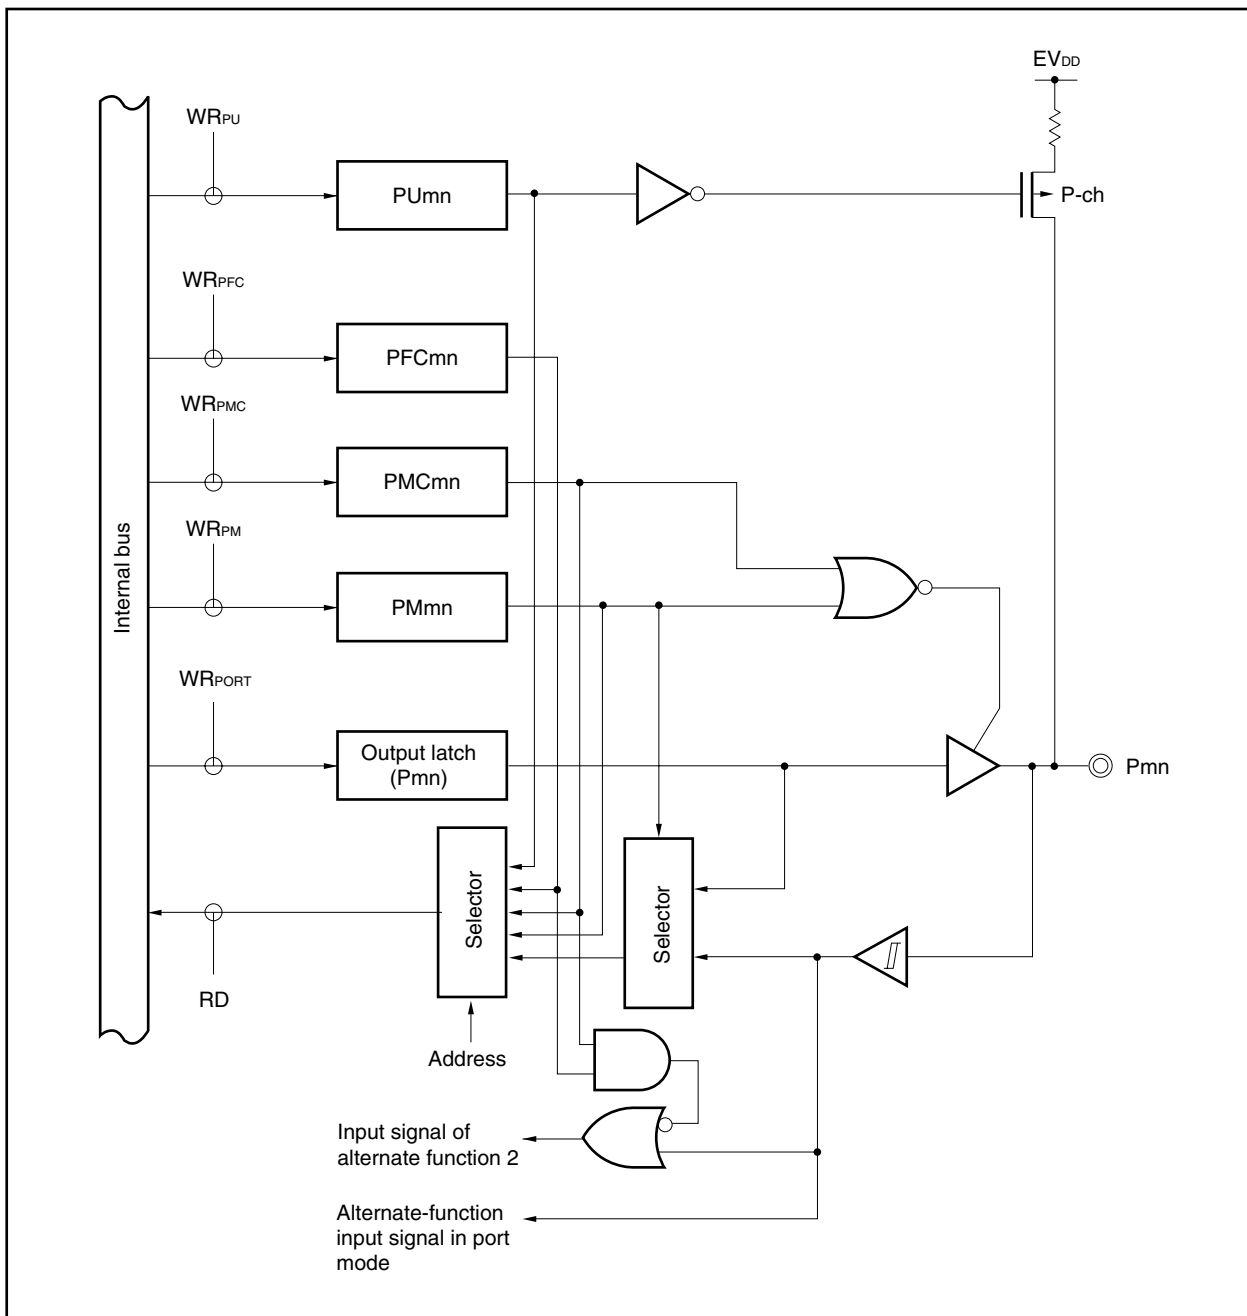 EVDD
WRPU
PUmn
P-ch
WRPFC
PFCmn
WRPMC
PMCmn
Internal bus
WRPM
PMmn
WRPORT
Output latch
(Pmn)
Pmn
Selector
Selector
RD
Address
Input signal of
alternate function 2
Alternate-function
input signal in port
mode